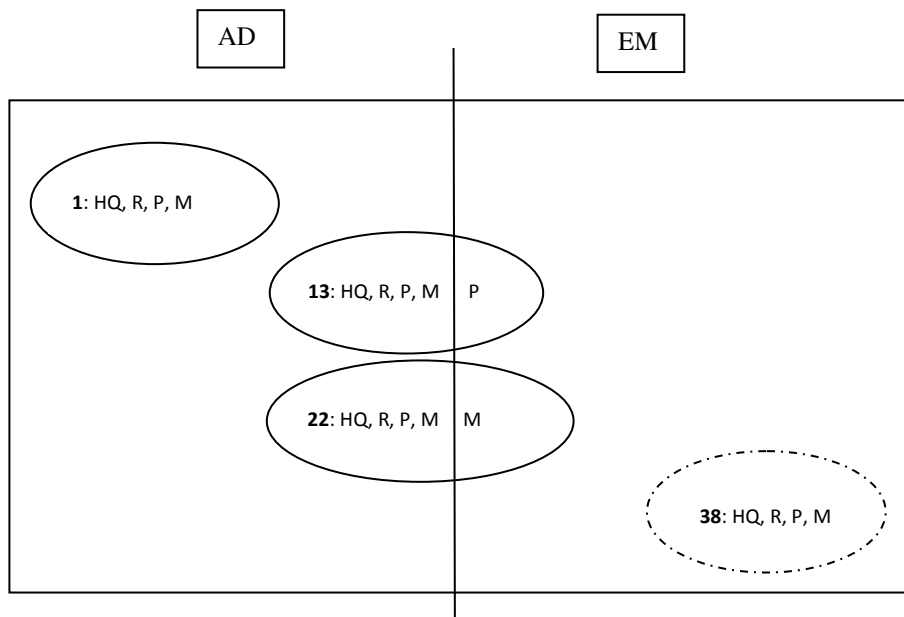 AD
EM
1: HQ, R, P, M
13: HQ, R, P, M P
22: HQ, R, P, M M
38: HQ, R, P, M